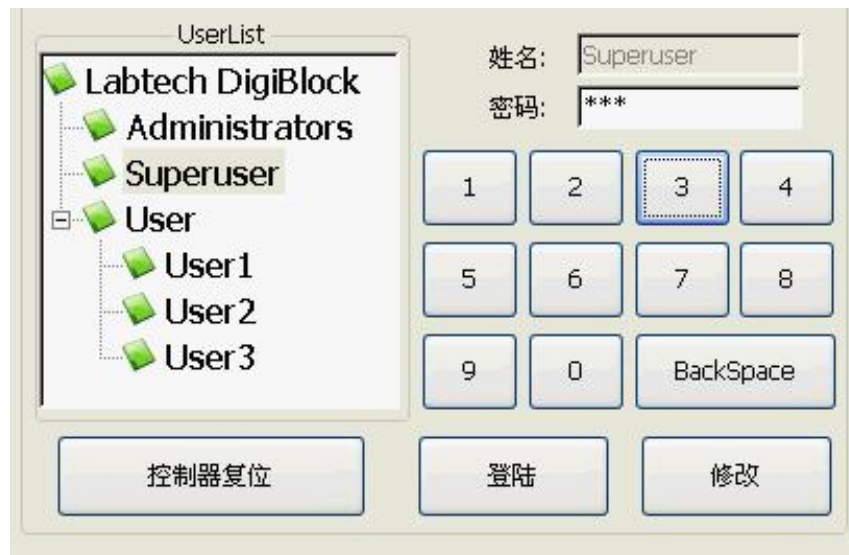 UserList
Labtech DigiBlock
Administrators
Superuser
User
User1
User2
User3
姓名: Superuser
密码: ***
1 2 3 4
5 6 7 8
9 0 BackSpace
控制器复位 登陆 修改